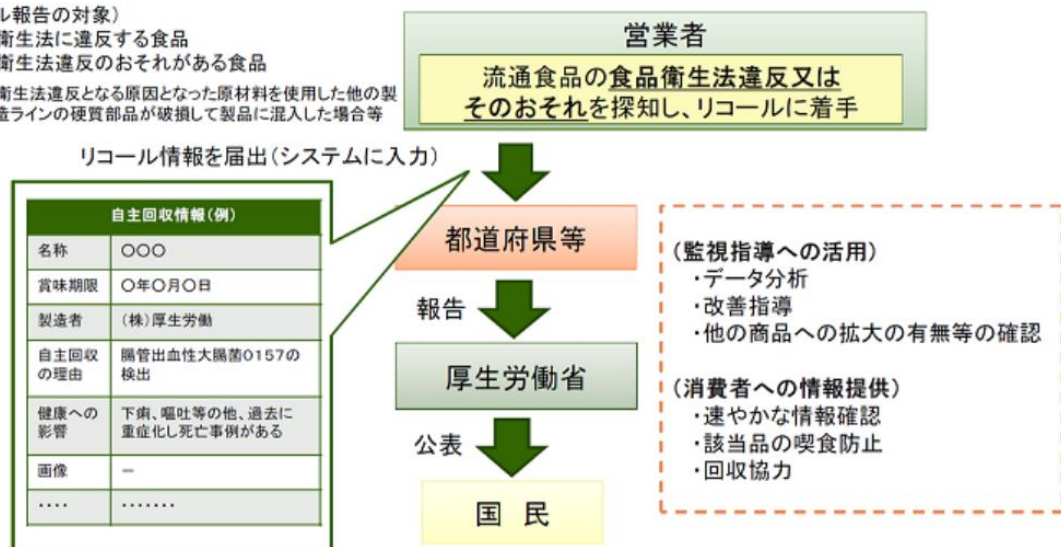 ル報告の対象)
衛生法に違反する食品
衛生法違反のおそれがある食品
衛生法違反となる原因となった原材料を使用した他の製
造ラインの硬質部品が破損して製品に混入した場合等
営業者
流通食品の食品衛生法違反又は
そのおそれを探知し、リコールに着手
リコール情報を届出(システムに入力)
自主回収情報(例)
名称 〇〇〇
賞味期限 〇年〇月〇日
製造者 (株)厚生労働
自主回収
の理由
腸管出血性大腸菌O157の
検出
健康への
影響
下痢、嘔吐等の他、過去に
重症化し死亡事例がある
画像 ―
‥‥ ‥‥‥‥
都道府県等
報告
厚生労働省
公表
国 民
(監視指導への活用)
・データ分析
・改善指導
・他の商品への拡大の有無等の確認
(消費者への情報提供)
・速やかな情報確認
・該当品の喫食防止
・回収協力